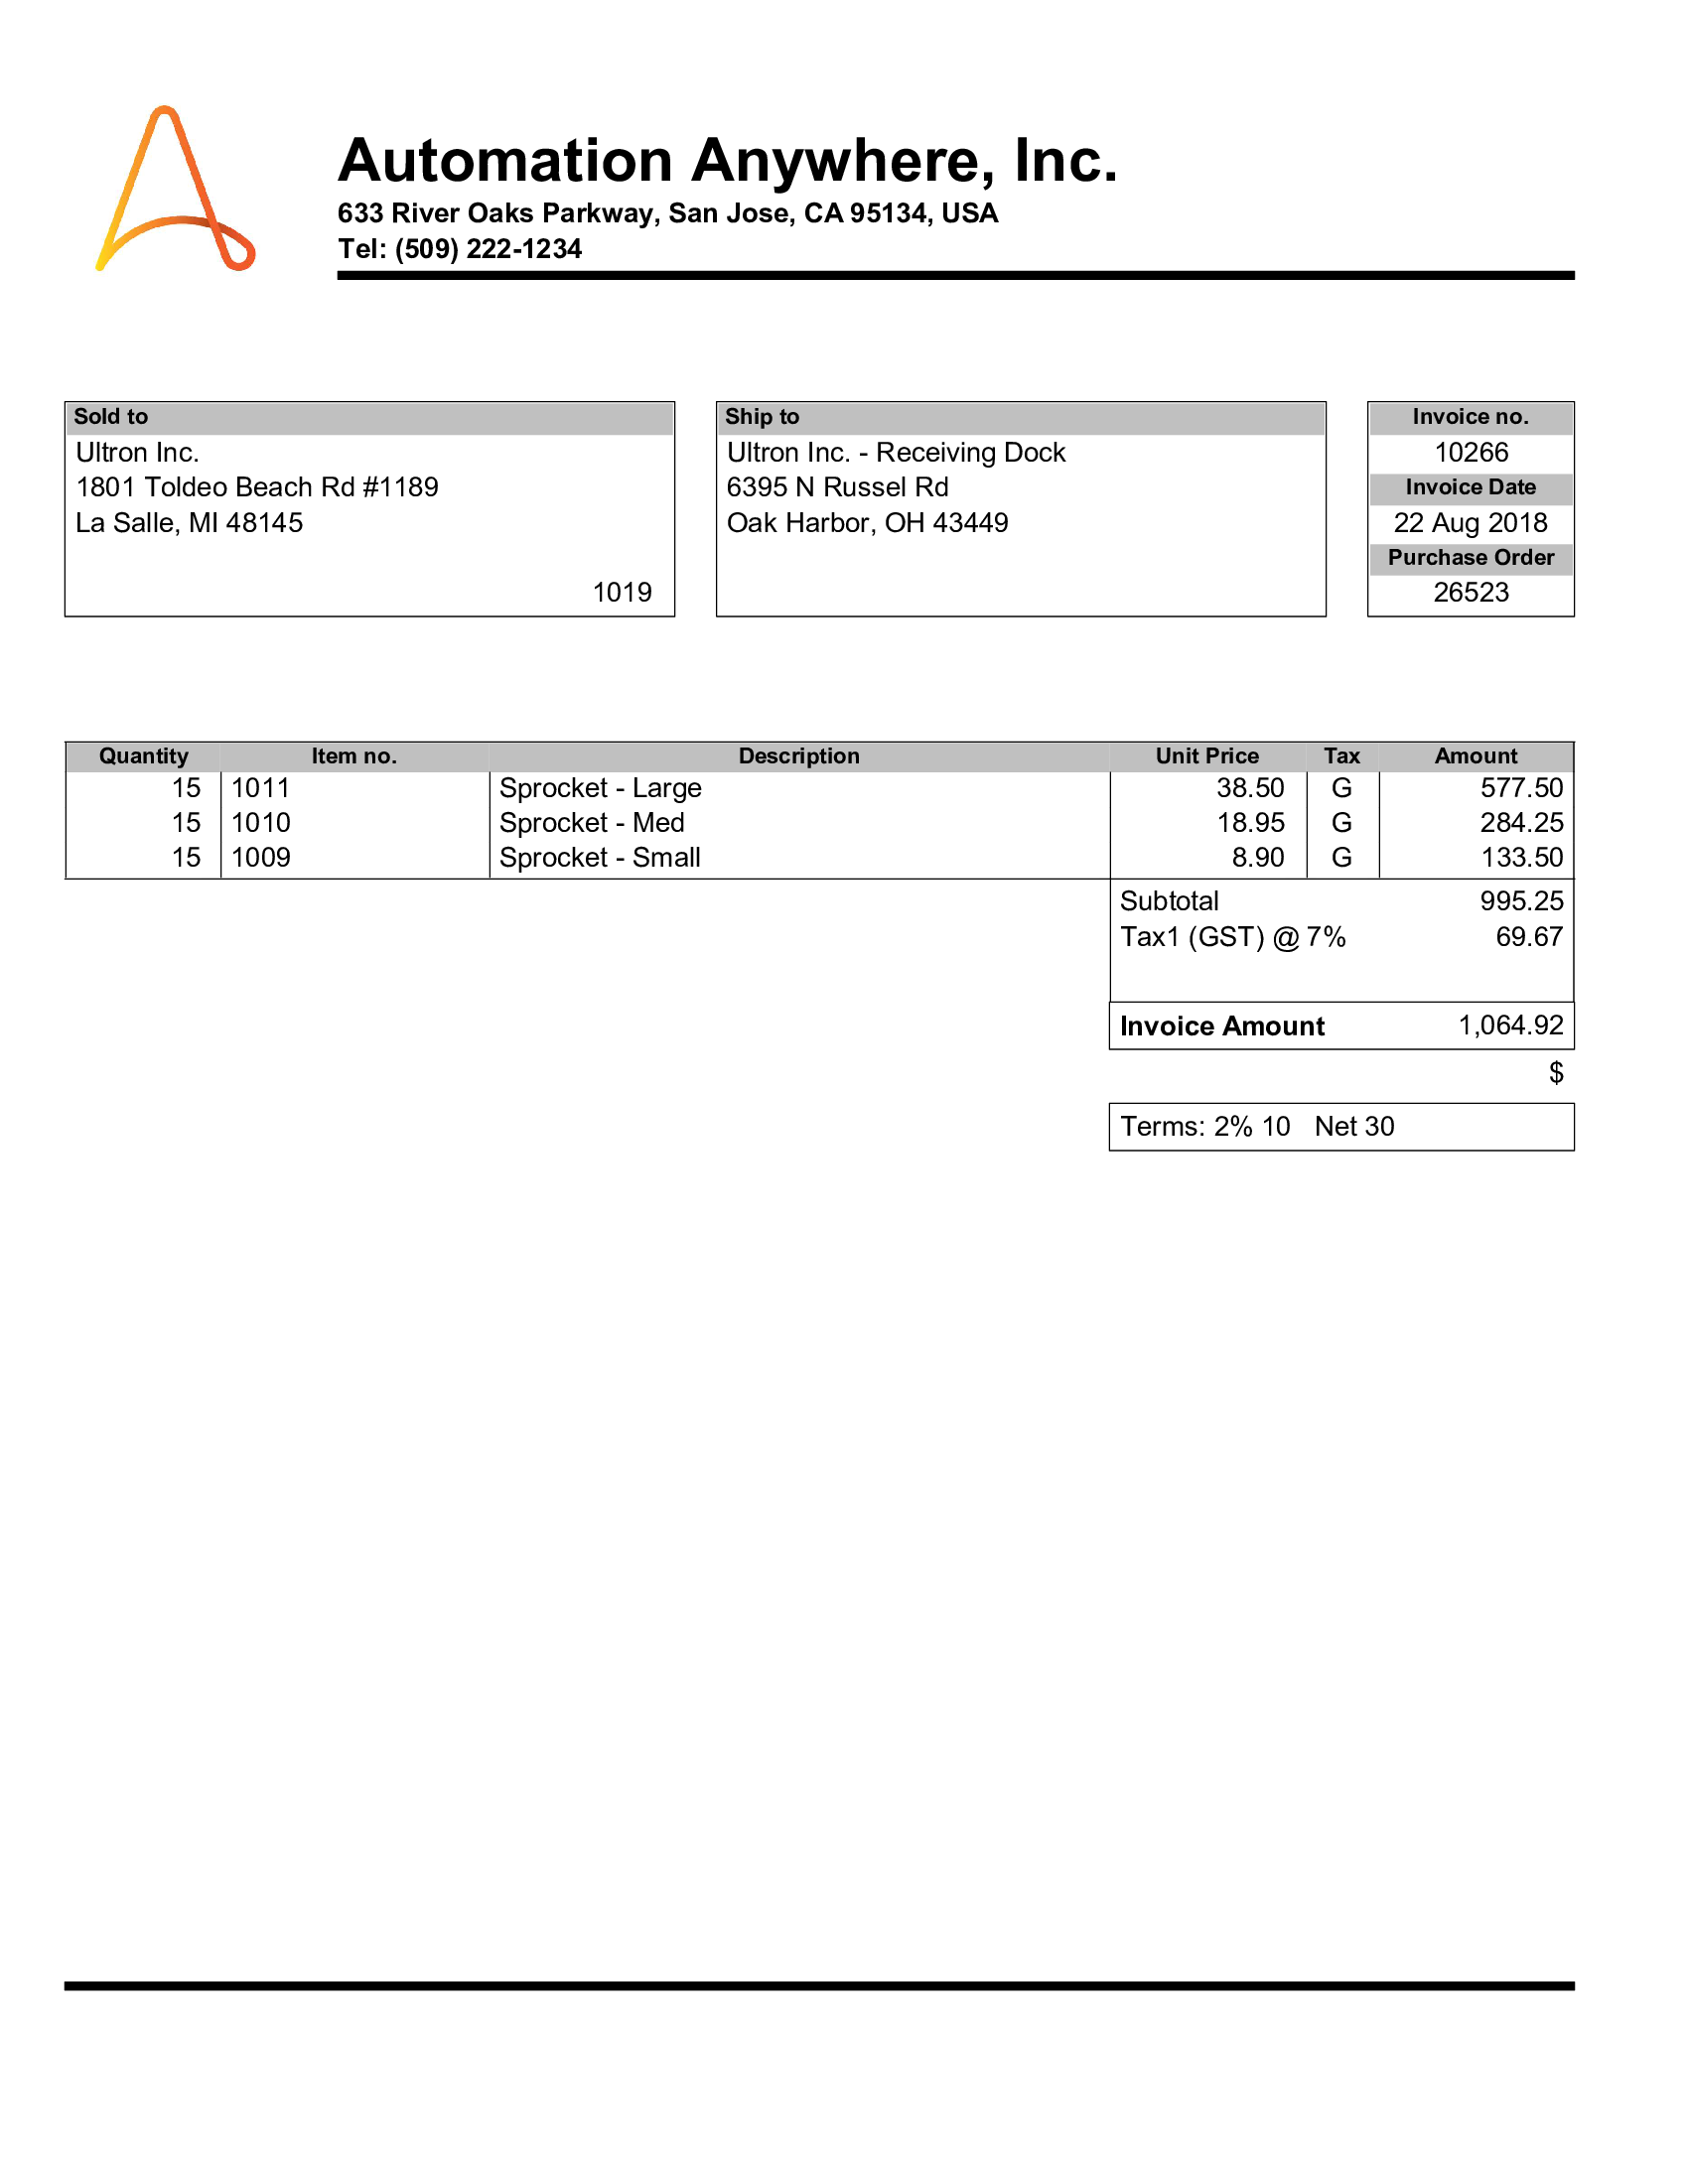 Automation Anywhere, Inc.
633 River Oaks Parkway, San Jose, CA 95134, USA
Tel: (509) 222-1234
Sold to
Ultron Inc.
1801 Toldeo Beach Rd #1189
La Salle, MI 48145
1019
Ship to
Ultron Inc. - Receiving Dock
6395 N Russel Rd
Oak Harbor, OH 43449
Invoice no.
10266
Invoice Date
22 Aug 2018
Purchase Order
26523
Quantity Item no. Description Unit Price Tax Amount
15 1011 Sprocket - Large 38.50 G 577.50
15 1010 Sprocket - Med 18.95 G 284.25
15 1009 Sprocket - Small 8.90 G 133.50
Subtotal 995.25
Tax1 (GST) @ 7% 69.67
Invoice Amount 1,064.92
$
Terms: 2% 10 Net 30